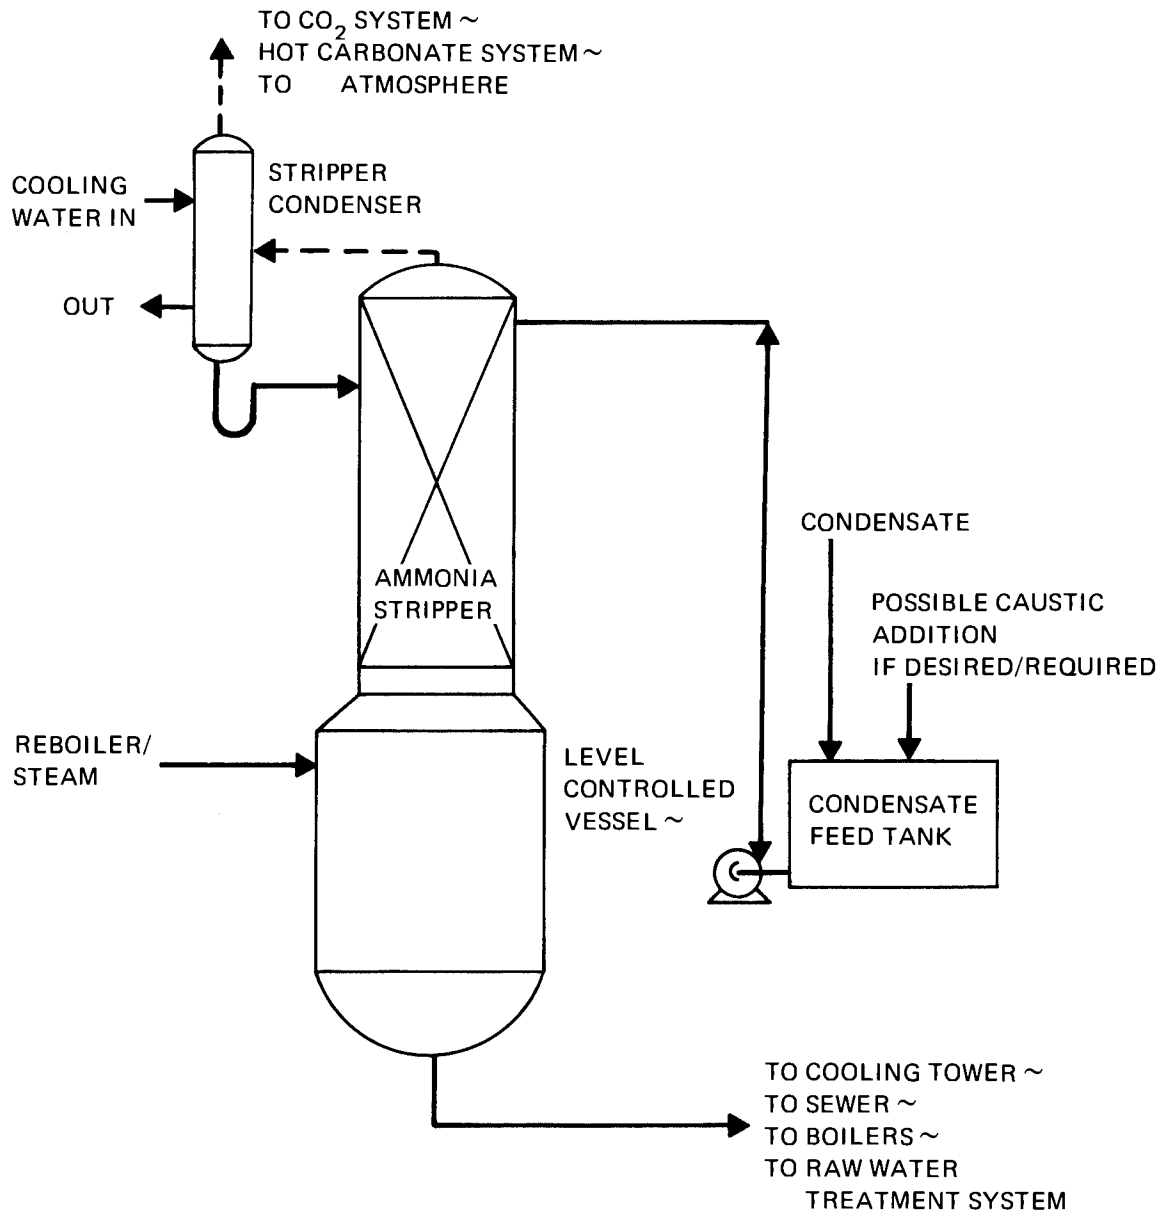 TO CO₂ SYSTEM ~
HOT CARBONATE SYSTEM ~
TO ATMOSPHERE
COOLING
WATER IN
STRIPPER
CONDENSER
OUT
AMMONIA
STRIPPER
CONDENSATE
POSSIBLE CAUSTIC
ADDITION
IF DESIRED/REQUIRED
REBOILER/
STEAM
LEVEL
CONTROLLED
VESSEL ~
CONDENSATE
FEED TANK
TO COOLING TOWER ~
TO SEWER ~
TO BOILERS ~
TO RAW WATER
TREATMENT SYSTEM